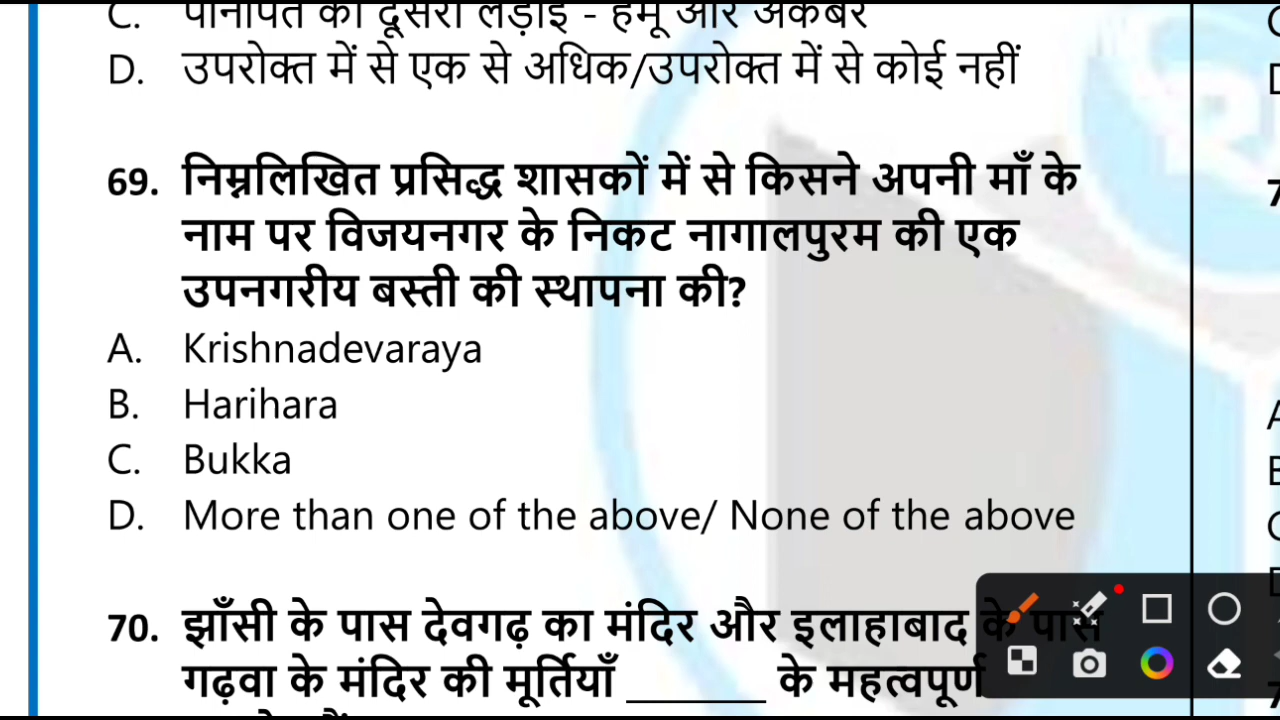 C. पानीपत की दूसरी लड़ाई - हेमू और अकबर
D. उपरोक्त में से एक से अधिक/उपरोक्त में से कोई नहीं
69. निम्नलिखित प्रसिद्ध शासकों में से किसने अपनी माँ के
नाम पर विजयनगर के निकट नागालपुरम की एक
उपनगरीय बस्ती की स्थापना की?
A. Krishnadevaraya
B. Harihara
C. Bukka
D. More than one of the above/ None of the above
70. झाँसी के पास देवगढ़ का मंदिर और इलाहाबाद के पास
गढ़वा के मंदिर की मूर्तियाँ _______ के महत्वपूर्ण